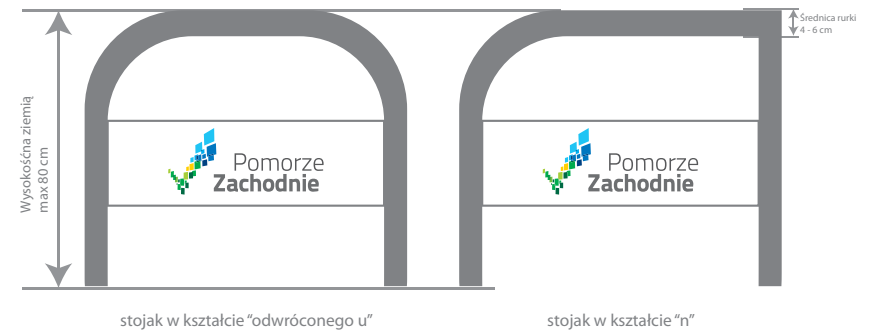 Wysokośćna ziemią
max 80 cm
Średnica rurki
4 - 6 cm
Pomorze
Zachodnie
Pomorze
Zachodnie
stojak w kształcie “odwróconego u”
stojak w kształcie “n”